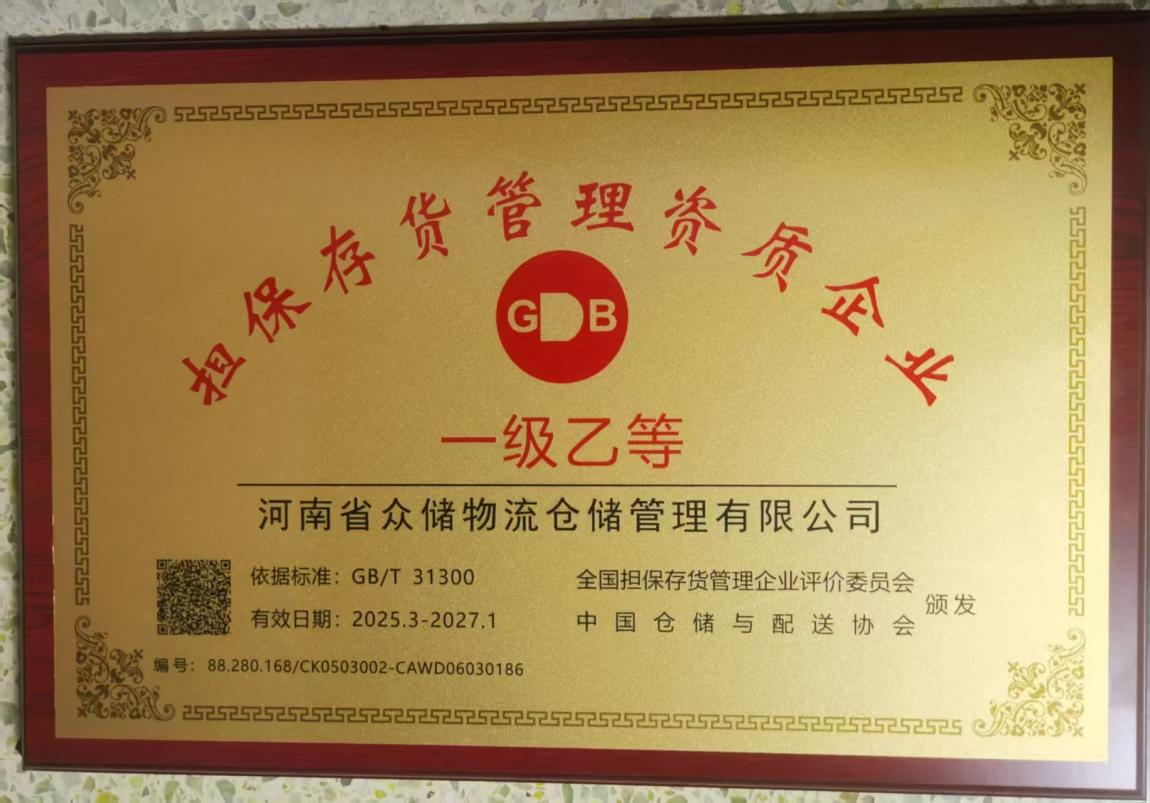 担保存货管理资质企业
GDB
一级乙等
河南省众储物流仓储管理有限公司
依据标准：GB/T 31300
有效日期：2025.3-2027.1
全国担保存货管理企业评价委员会
中国仓储与配送协会
颁发
编号：88.280.168/CK0503002-CAWD06030186